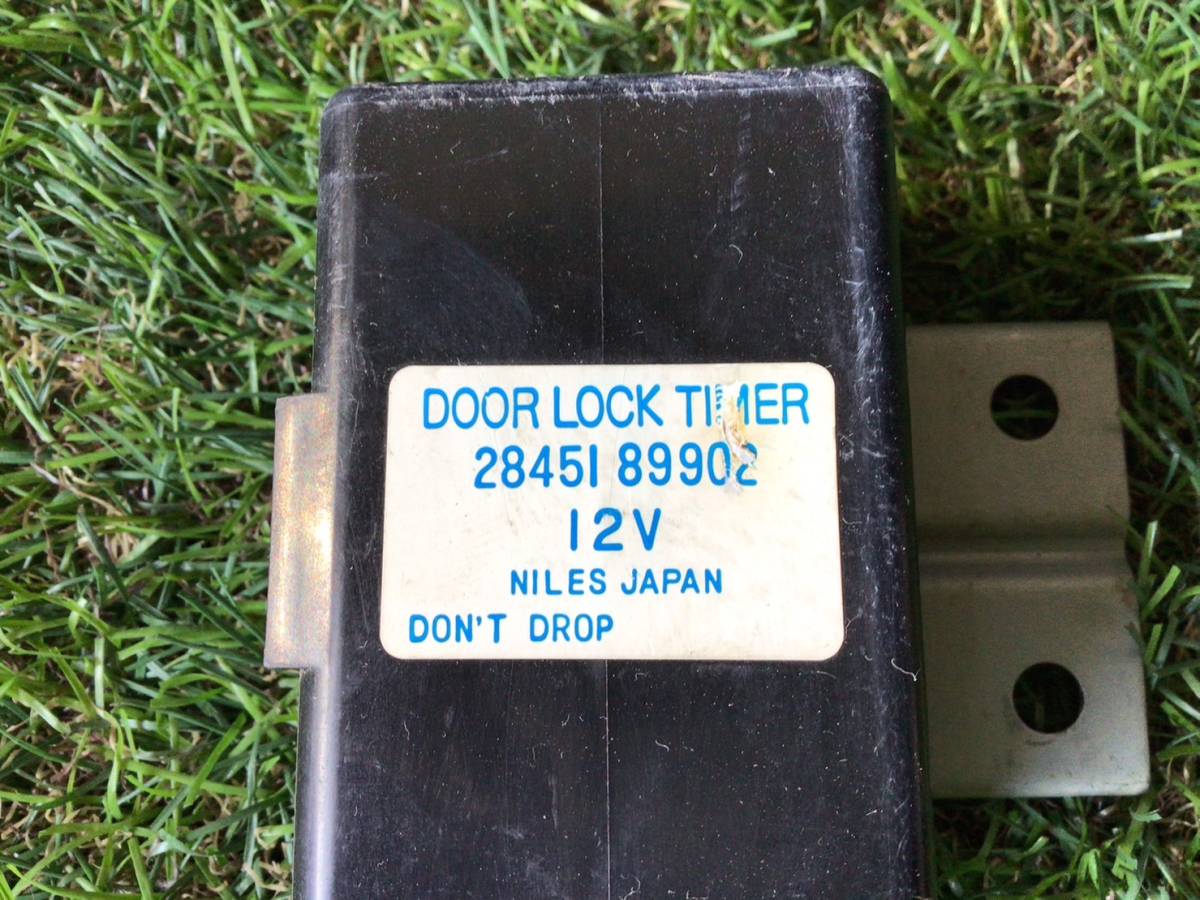 DOOR LOCK TIMER
28451 89902
12V
NILES JAPAN
DON'T DROP